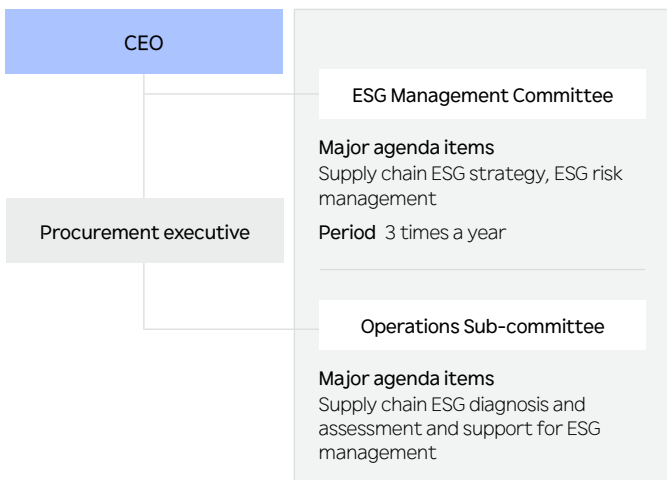 CEO
ESG Management Committee
Major agenda items
Supply chain ESG strategy, ESG risk
management
Period 3 times a year
Procurement executive
Operations Sub-committee
Major agenda items
Supply chain ESG diagnosis and
assessment and support for ESG
management